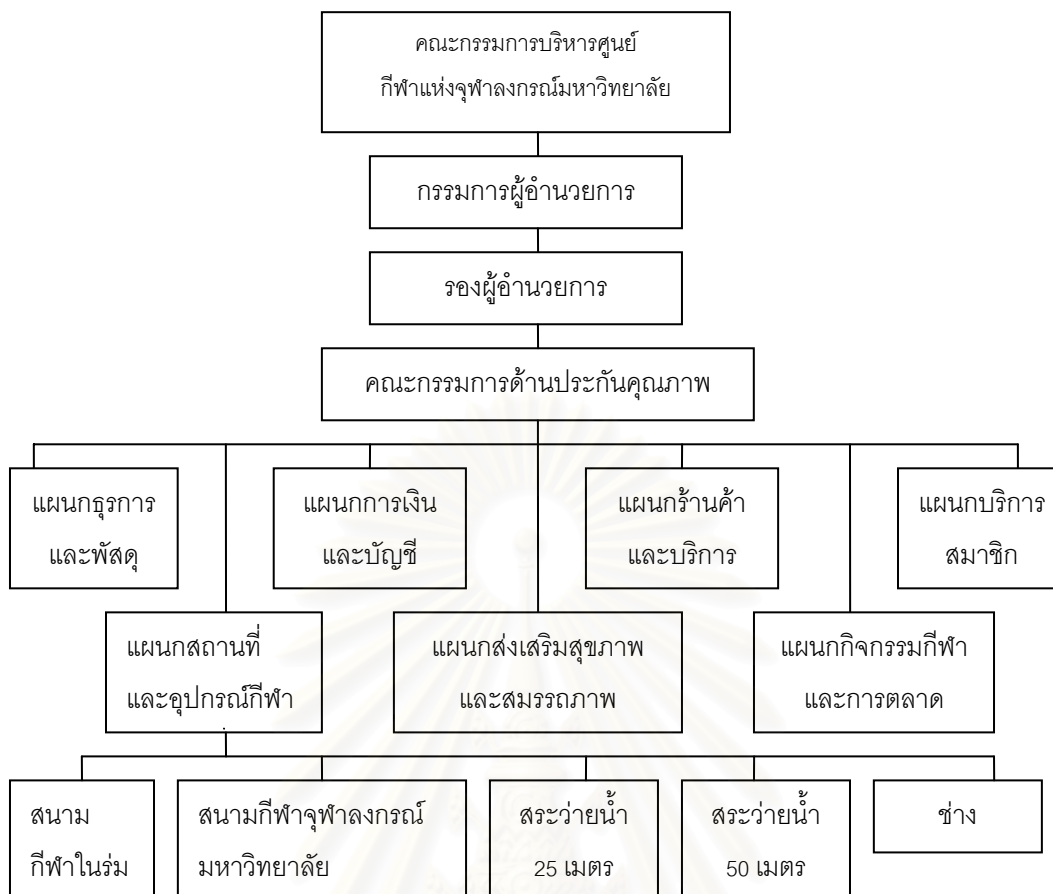 คณะกรรมการบริหารศูนย์
กีฬาแห่งจุฬาลงกรณ์มหาวิทยาลัย
กรรมการผู้อำนวยการ
รองผู้อำนวยการ
คณะกรรมการด้านประกันคุณภาพ
แผนกธุรการ
และพัสดุ
แผนกการเงิน
และบัญชี
แผนกร้านค้า
และบริการ
แผนกบริการ
สมาชิก
แผนกสถานที่
และอุปกรณ์กีฬา
แผนกส่งเสริมสุขภาพ
และสมรรถภาพ
แผนกกิจกรรมกีฬา
และการตลาด
สนาม
กีฬาในร่ม
สนามกีฬาจุฬาลงกรณ์
มหาวิทยาลัย
สระว่ายน้ำ
25 เมตร
สระว่ายน้ำ
50 เมตร
ช่าง